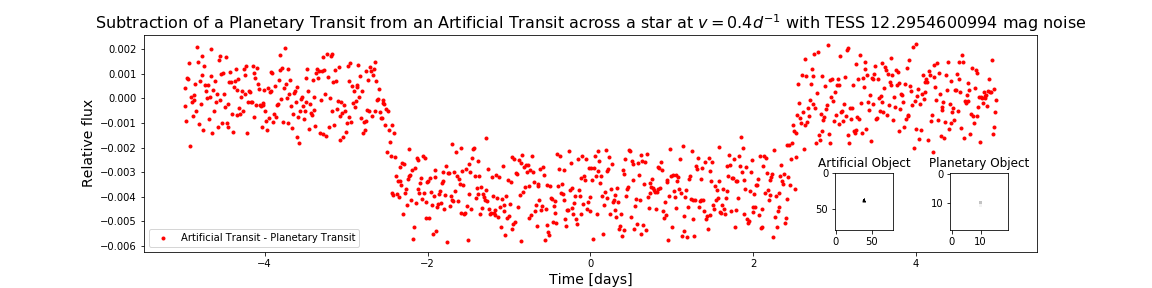 Subtraction of a Planetary Transit from an Artificial Transit across a star at v = 0.4d⁻¹ with TESS 12.2954600994 mag noise
Relative flux
0.002
0.001
0.000
−0.001
−0.002
−0.003
−0.004
−0.005
−0.006
Artificial Transit - Planetary Transit
Artificial Object
0
50
0 50
Planetary Object
0
10
0 10
−4 −2 0 2 4
Time [days]